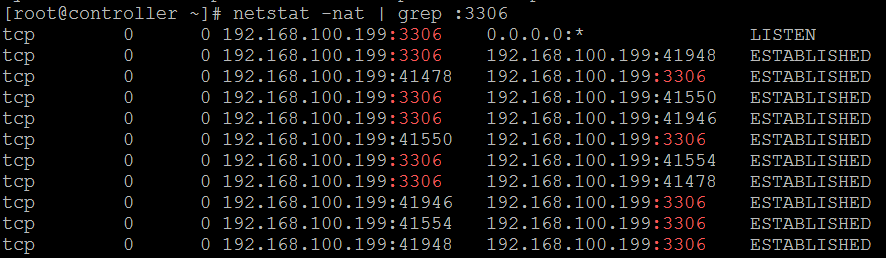 [root@controller ~]# netstat -nat | grep :3306
tcp        0      0 192.168.100.199:3306    0.0.0.0:*               LISTEN
tcp        0      0 192.168.100.199:3306    192.168.100.199:41948   ESTABLISHED
tcp        0      0 192.168.100.199:41478   192.168.100.199:3306    ESTABLISHED
tcp        0      0 192.168.100.199:3306    192.168.100.199:41550   ESTABLISHED
tcp        0      0 192.168.100.199:3306    192.168.100.199:41946   ESTABLISHED
tcp        0      0 192.168.100.199:41550   192.168.100.199:3306    ESTABLISHED
tcp        0      0 192.168.100.199:3306    192.168.100.199:41554   ESTABLISHED
tcp        0      0 192.168.100.199:3306    192.168.100.199:41478   ESTABLISHED
tcp        0      0 192.168.100.199:41946   192.168.100.199:3306    ESTABLISHED
tcp        0      0 192.168.100.199:41554   192.168.100.199:3306    ESTABLISHED
tcp        0      0 192.168.100.199:41948   192.168.100.199:3306    ESTABLISHED